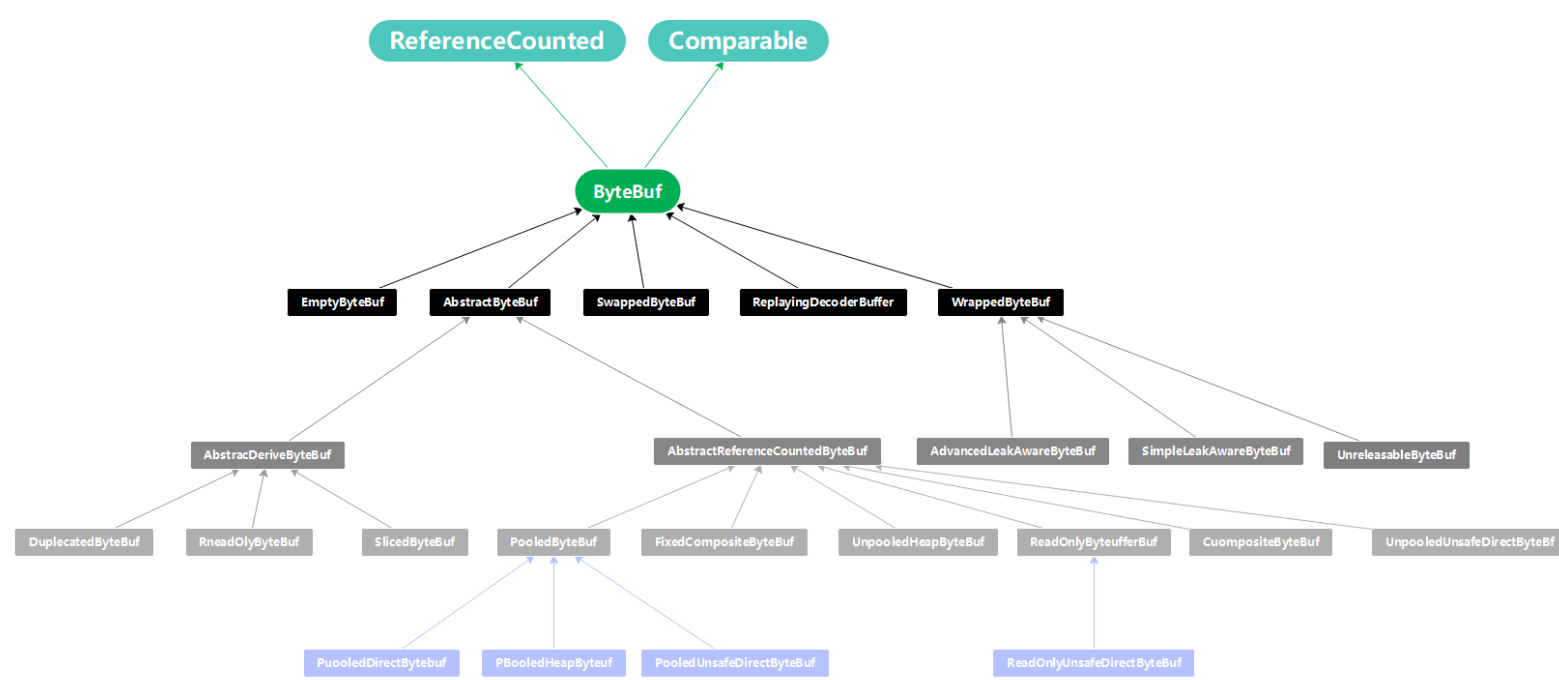 ReferenceCounted
Comparable
ByteBuf
EmptyByteBuf
AbstractByteBuf
SwappedByteBuf
ReplayingDecoderBuffer
WrappedByteBuf
AbstracDeriveByteBuf
AbstractReferenceCountedByteBuf
AdvancedLeakAwareByteBuf
SimpleLeakAwareByteBuf
UnreleasableByteBuf
DuplecatedByteBuf
RneadOlyByteBuf
SlicedByteBuf
PooledByteBuf
FixedCompositeByteBuf
UnpooledHeapByteBuf
ReadOnlyByteufferBuf
CuompositeByteBuf
UnpooledUnsafeDirectByteBf
PuooledDirectBytebuf
PBooledHeapByteuf
PooledUnsafeDirectByteBuf
ReadOnlyUnsafeDirectByteBuf